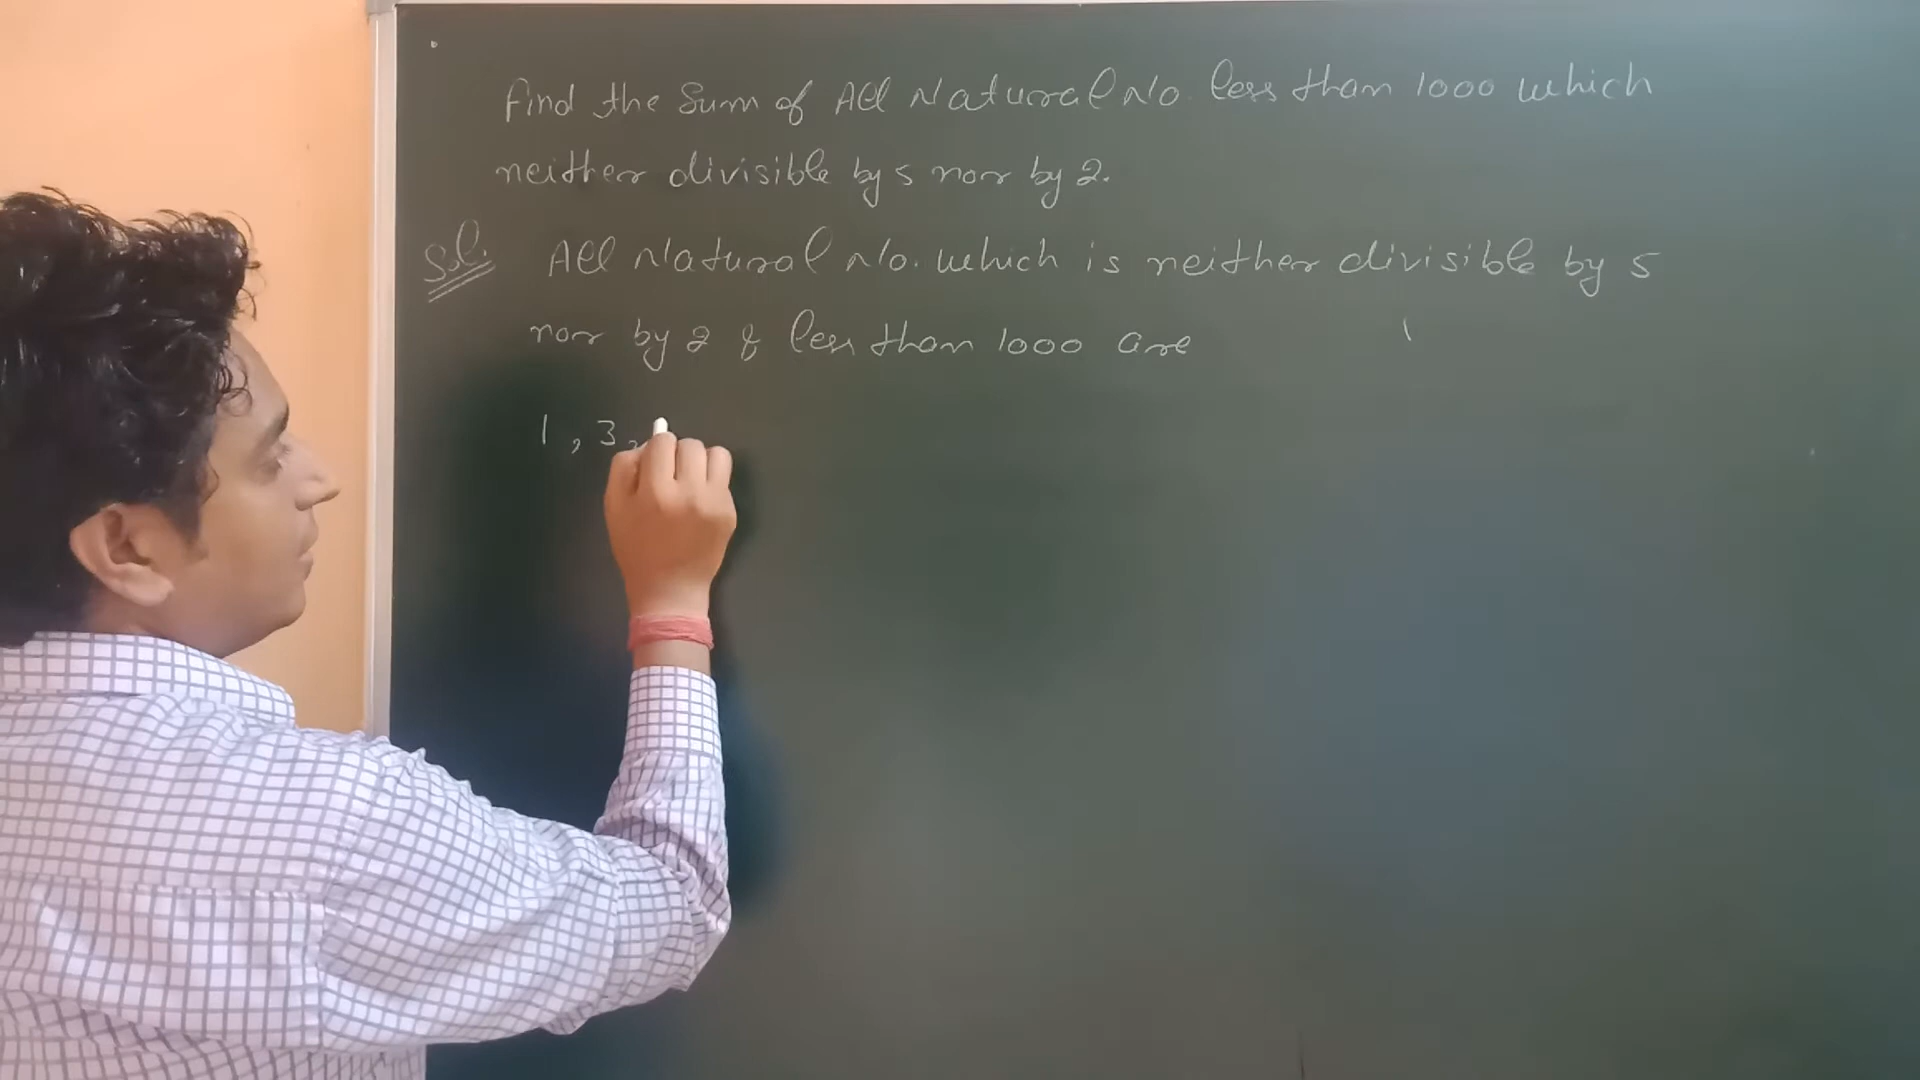 Find the Sum of All Natural No. less than 1000 which
neither divisible by 5 nor by 2.
Sol. All Natural No. which is neither divisible by 5
nor by 2 & less than 1000 are
1, 3,